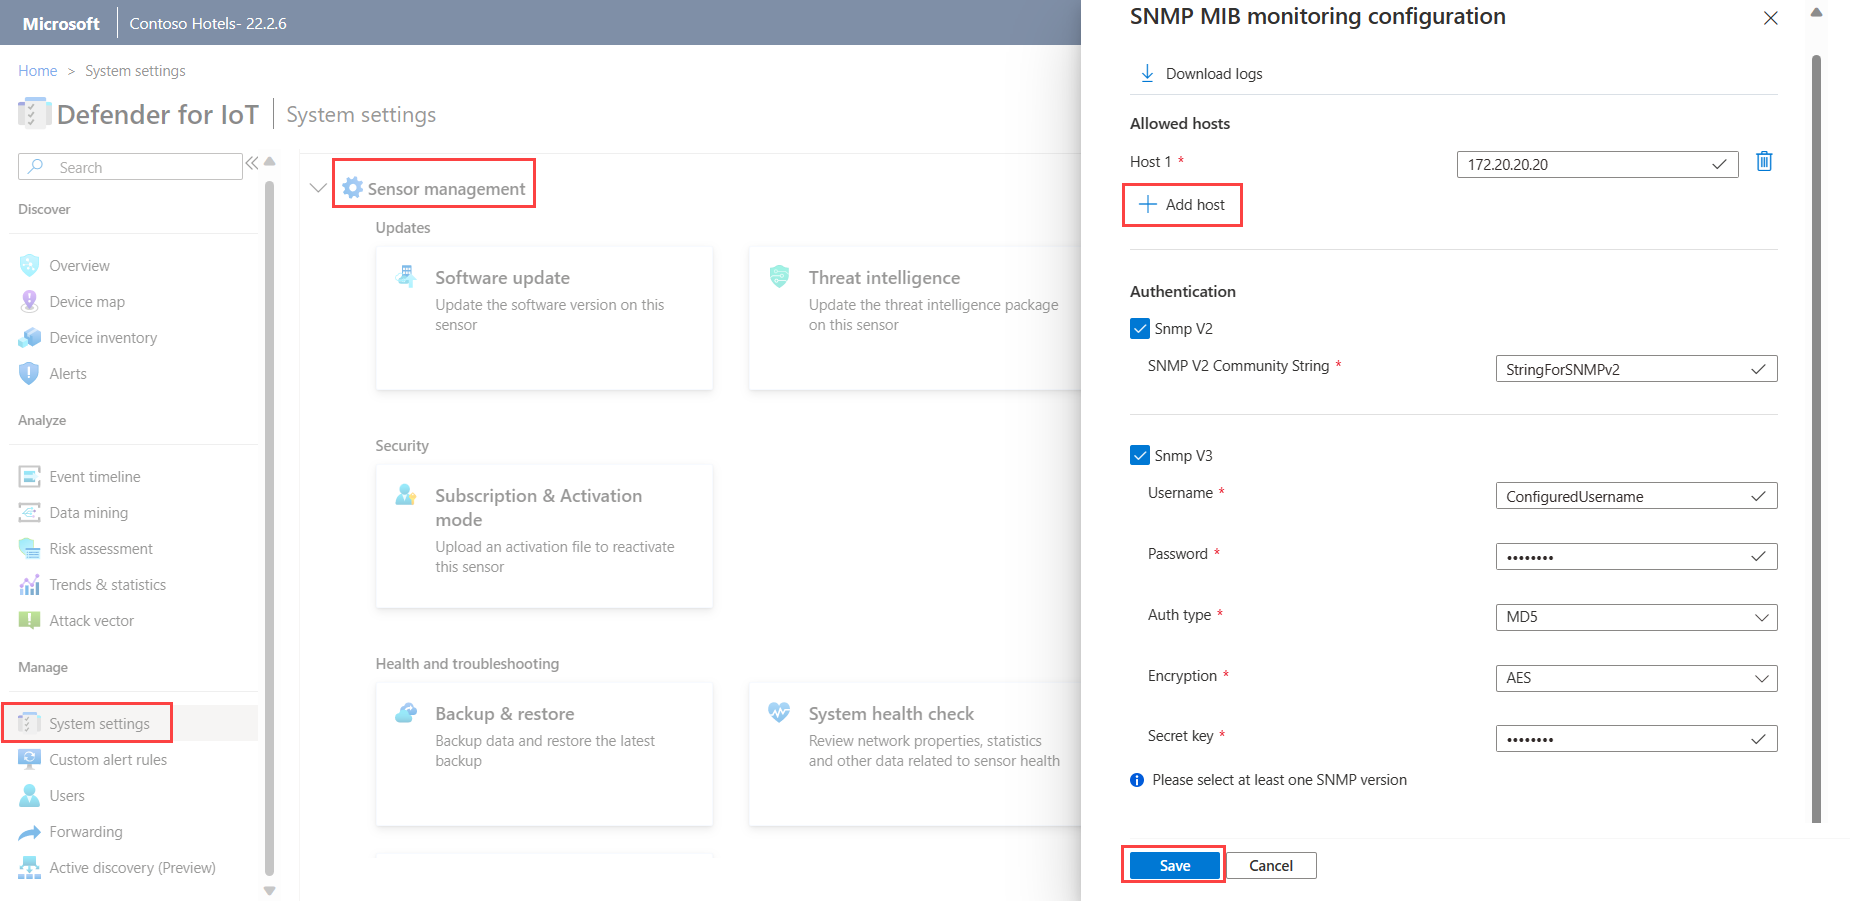 Microsoft
Contoso Hotels- 22.2.6
Home > System settings
Defender for IoT
System settings
Search
Discover
Overview
Device map
Device inventory
Alerts
Analyze
Event timeline
Data mining
Risk assessment
Trends & statistics
Attack vector
Manage
System settings
Custom alert rules
Users
Forwarding
Active discovery (Preview)
Sensor management
Updates
Software update
Update the software version on this
sensor
Threat intelligence
Update the threat intelligence package
on this sensor
Security
Subscription & Activation
mode
Upload an activation file to reactivate
this sensor
Health and troubleshooting
Backup & restore
Backup data and restore the latest
backup
System health check
Review network properties, statistics
and other data related to sensor health
SNMP MIB monitoring configuration
Download logs
Allowed hosts
Host 1 *
172.20.20.20
Add host
Authentication
Snmp V2
SNMP V2 Community String *
StringForSNMPv2
Snmp V3
Username *
ConfiguredUsername
Password *
••••••••
Auth type *
MD5
Encryption *
AES
Secret key *
••••••••
Please select at least one SNMP version
Save
Cancel